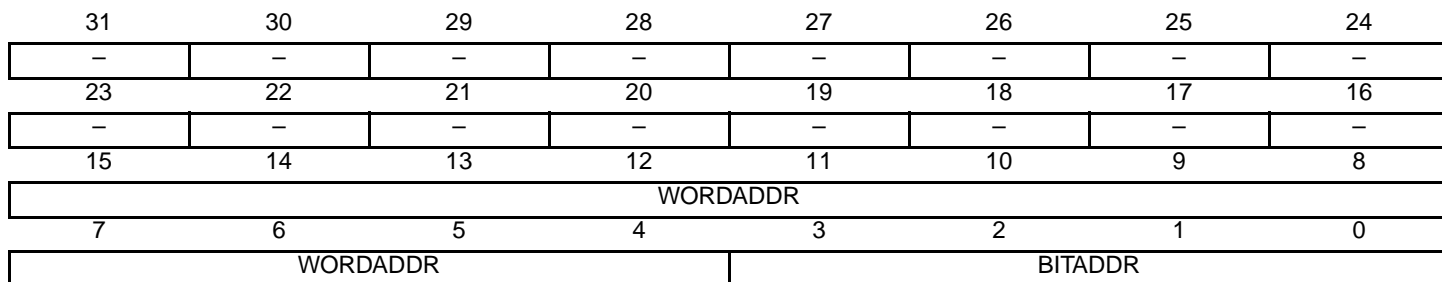 31 30 29 28 27 26 25 24
– – – – – – – –
23 22 21 20 19 18 17 16
– – – – – – – –
15 14 13 12 11 10 9 8
WORDADDR
7 6 5 4 3 2 1 0
WORDADDR BITADDR